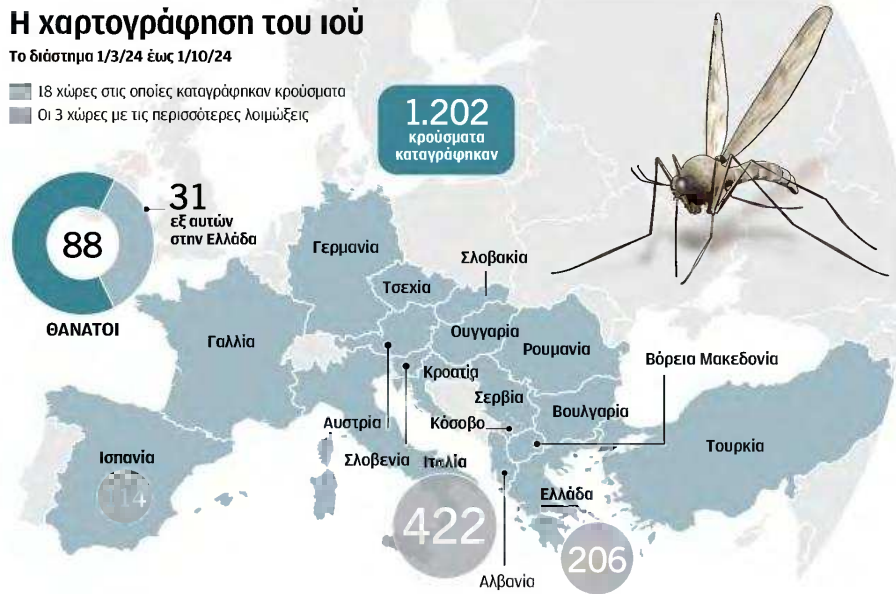 Η χαρτογράφηση του ιού
Το διάστημα 1/3/24 έως 1/10/24
18 χώρες στις οποίες καταγράφηκαν κρούσματα
Οι 3 χώρες με τις περισσότερες λοιμώξεις
1.202
κρούσματα
καταγράφηκαν
88
31
εξ αυτών
στην Ελλάδα
ΘΑΝΑΤΟΙ
Γερμανία
Σλοβακία
Τσεχία
Ουγγαρία
Γαλλία
Ρουμανία
Βόρεια Μακεδονία
Κροατία
Σερβία
Βουλγαρία
Αυστρία
Κόσοβο
Τουρκία
Ισπανία
Σλοβενία
Ιταλία
114
Ελλάδα
422
206
Αλβανία